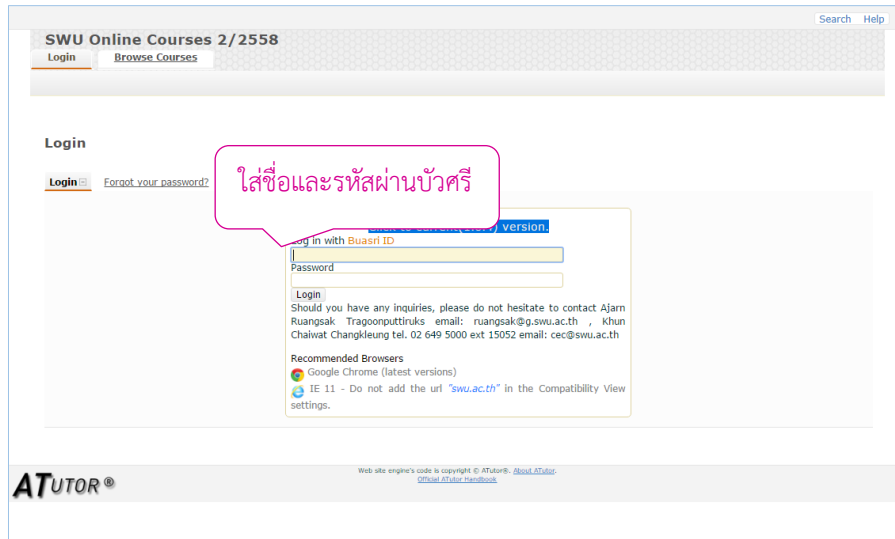 Search Help
SWU Online Courses 2/2558
Login Browse Courses
Login
Login Forgot your password?
ใส่ชื่อและรหัสผ่านบัวศรี
version.
Log in with Buasri ID
Password
Login
Should you have any inquiries, please do not hesitate to contact Ajarn
Ruangsak Tragoonputtiruks email: ruangsak@g.swu.ac.th , Khun
Chaiwat Changkleung tel. 02 649 5000 ext 15052 email: cec@swu.ac.th
Recommended Browsers
Google Chrome (latest versions)
IE 11 - Do not add the url "swu.ac.th" in the Compatibility View
settings.
Web site engine's code is copyright © ATutor®. About ATutor.
Official ATutor Handbook
ATUTOR ®